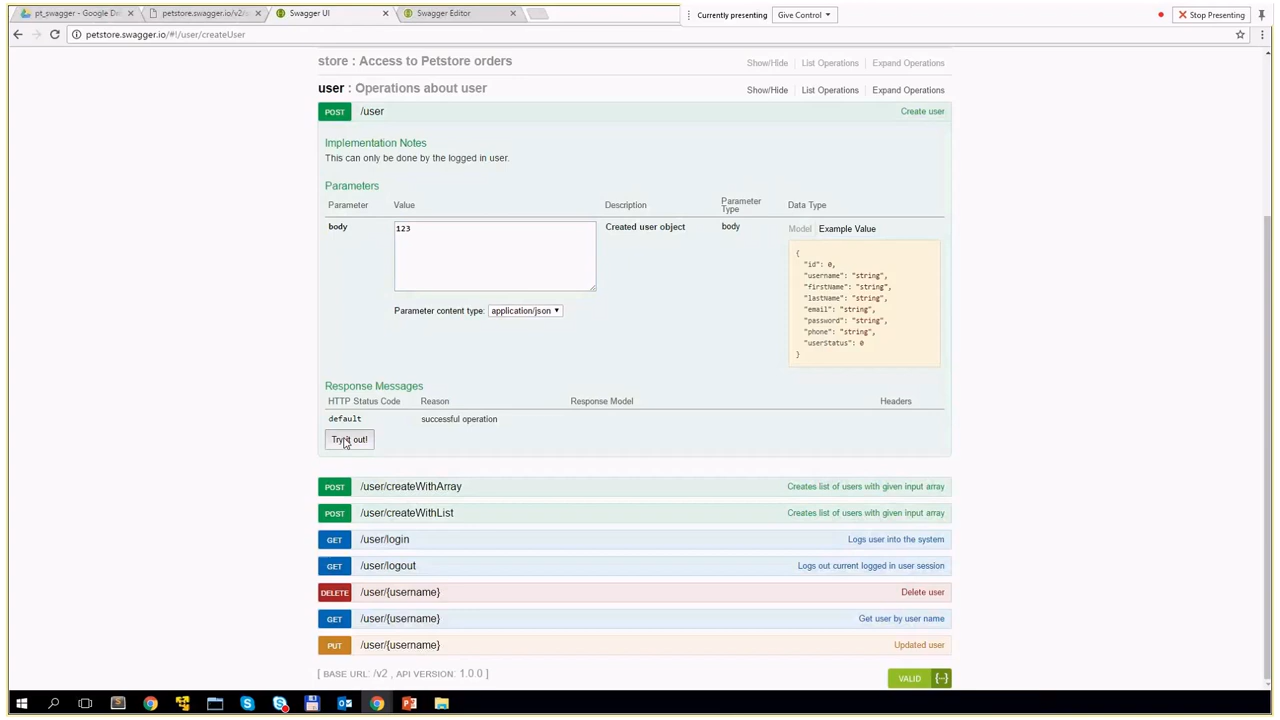 pt_swagger - Google Dri
petstore.swagger.io/v2/
Swagger UI
Swagger Editor
Currently presenting
Give Control
Stop Presenting
petstore.swagger.io/#!/user/createUser
store : Access to Petstore orders
Show/Hide
List Operations
Expand Operations
user : Operations about user
Show/Hide
List Operations
Expand Operations
POST
/user
Create user
Implementation Notes
This can only be done by the logged in user.
Parameters
Parameter
Value
Description
Parameter
Type
Data Type
body
123
Created user object
body
Model
Example Value
{
"id": 0,
"username": "string",
"firstName": "string",
"lastName": "string",
"email": "string",
"password": "string",
"phone": "string",
"userStatus": 0
}
Parameter content type:
application/json
Response Messages
HTTP Status Code
Reason
Response Model
Headers
default
successful operation
Try it out!
POST
/user/createWithArray
Creates list of users with given input array
POST
/user/createWithList
Creates list of users with given input array
GET
/user/login
Logs user into the system
GET
/user/logout
Logs out current logged in user session
DELETE
/user/{username}
Delete user
GET
/user/{username}
Get user by user name
PUT
/user/{username}
Updated user
[ BASE URL: /v2 , API VERSION: 1.0.0 ]
VALID {--}